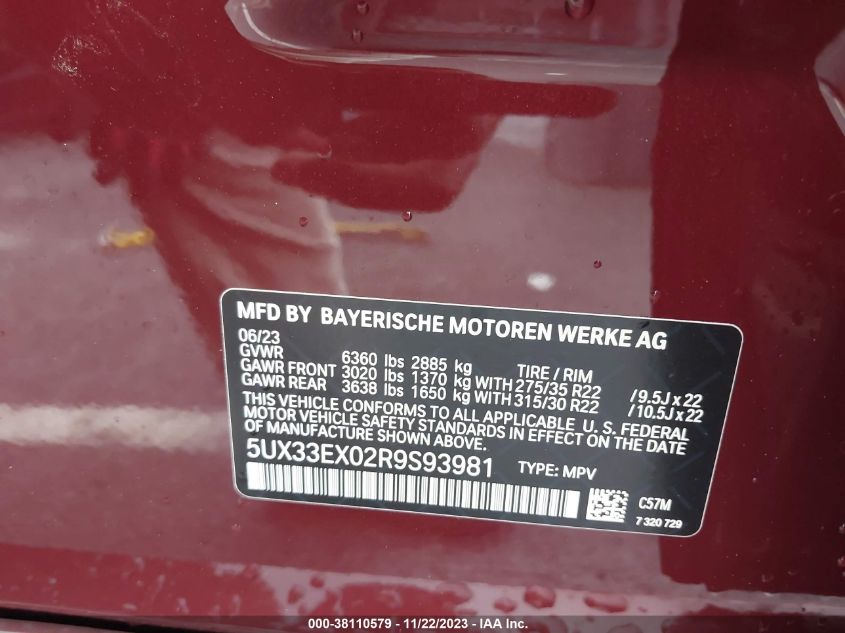 MFD BY BAYERISCHE MOTOREN WERKE AG
06/23
GVWR 6360 lbs 2885 kg TIRE / RIM
GAWR FRONT 3020 lbs 1370 kg WITH 275/35 R22 /9.5J x 22
GAWR REAR 3638 lbs 1650 kg WITH 315/30 R22 /10.5J x 22
THIS VEHICLE CONFORMS TO ALL APPLICABLE U. S. FEDERAL
MOTOR VEHICLE SAFETY STANDARDS IN EFFECT ON THE DATE
OF MANUFACTURE SHOWN ABOVE.
5UX33EX02R9S93981 TYPE: MPV
C57M
7 320 729
000-38110579 - 11/22/2023 - IAA Inc.